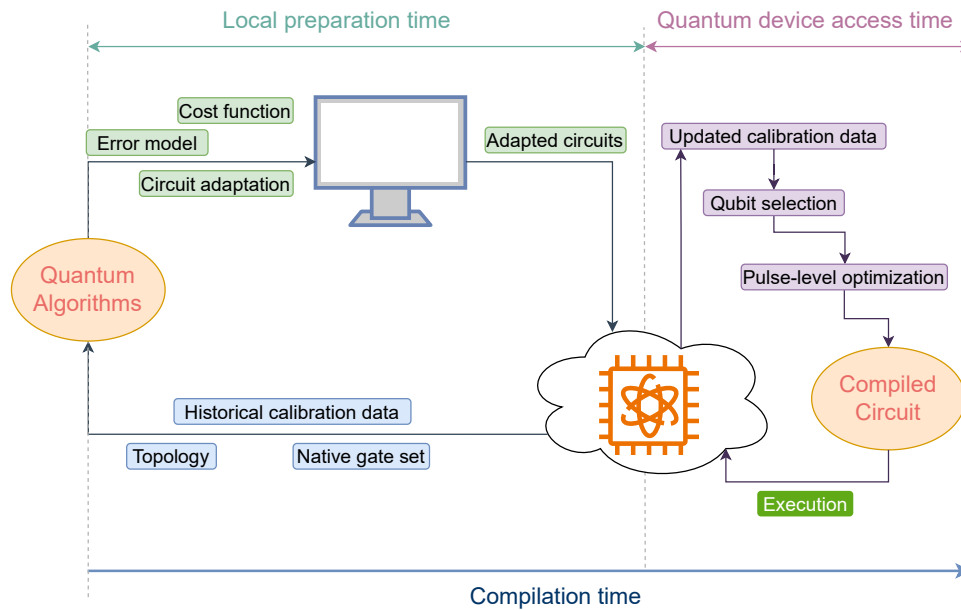 Local preparation time
Quantum device access time
Cost function
Error model
Circuit adaptation
Adapted circuits
Updated calibration data
Qubit selection
Pulse-level optimization
Quantum
Algorithms
Compiled
Circuit
Historical calibration data
Topology
Native gate set
Execution
Compilation time